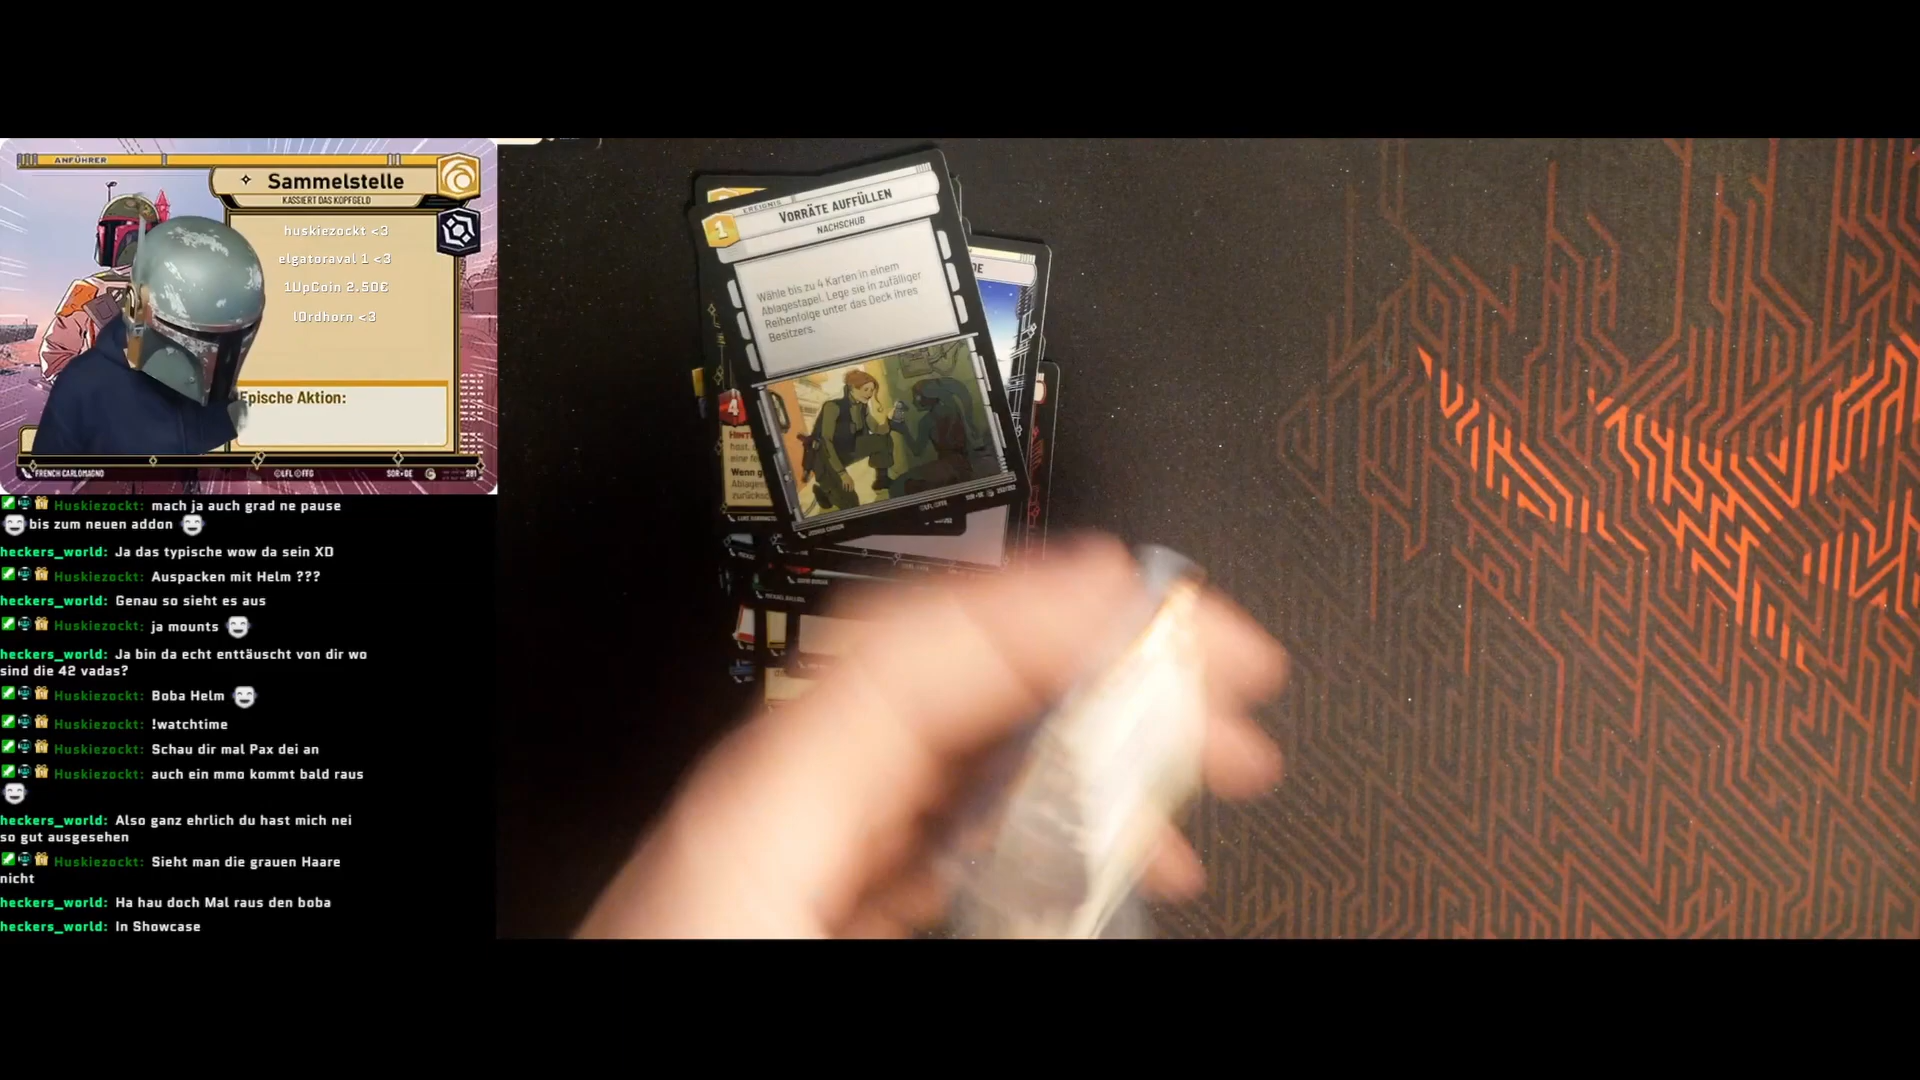 ANFÜHRER
Sammelstelle
KASSIERT DAS KOPFGELD
huskiezockt <3
elgatoraval 1 <3
1UpCoin 2.50€
l0rdhorn <3
Epische Aktion:
FRENCH CARLOMAGNO
©LFL ©FFG
SOR • DE
281
Huskiezockt: mach ja auch grad ne pause
bis zum neuen addon
heckers_world: Ja das typische wow da sein XD
Huskiezockt: Auspacken mit Helm ???
heckers_world: Genau so sieht es aus
Huskiezockt: ja mounts
heckers_world: Ja bin da echt enttäuscht von dir wo
sind die 42 vadas?
Huskiezockt: Boba Helm
Huskiezockt: !watchtime
Huskiezockt: Schau dir mal Pax dei an
Huskiezockt: auch ein mmo kommt bald raus
heckers_world: Also ganz ehrlich du hast mich nei
so gut ausgesehen
Huskiezockt: Sieht man die grauen Haare
nicht
heckers_world: Ha hau doch Mal raus den boba
heckers_world: In Showcase
EREIGNIS
1
VORRÄTE AUFFÜLLEN
NACHSCHUB
Wähle bis zu 4 Karten in einem
Ablagestapel. Lege sie in zufälliger
Reihenfolge unter das Deck ihres
Besitzers.
4
Wenn g
Ablages
zurücks